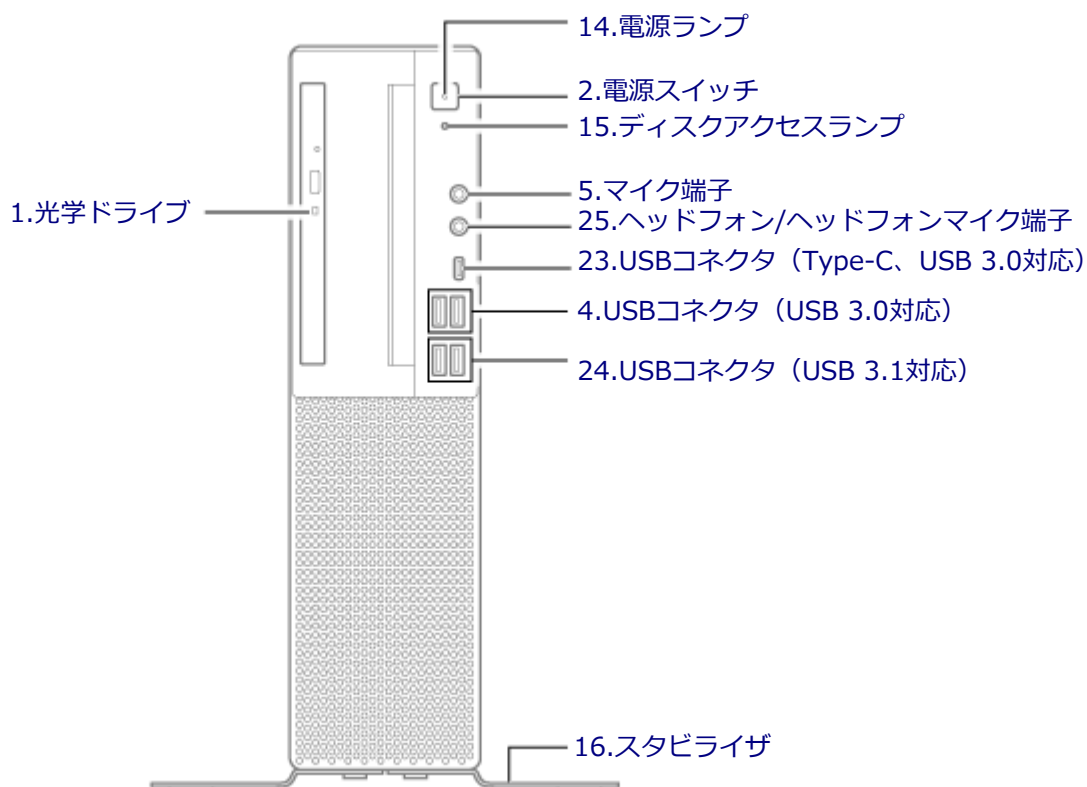 14.電源ランプ
2.電源スイッチ
15.ディスクアクセスランプ
5.マイク端子
1.光学ドライブ
25.ヘッドフォン/ヘッドフォンマイク端子
23.USBコネクタ（Type-C、USB 3.0対応）
4.USBコネクタ（USB 3.0対応）
24.USBコネクタ（USB 3.1対応）
16.スタビライザ